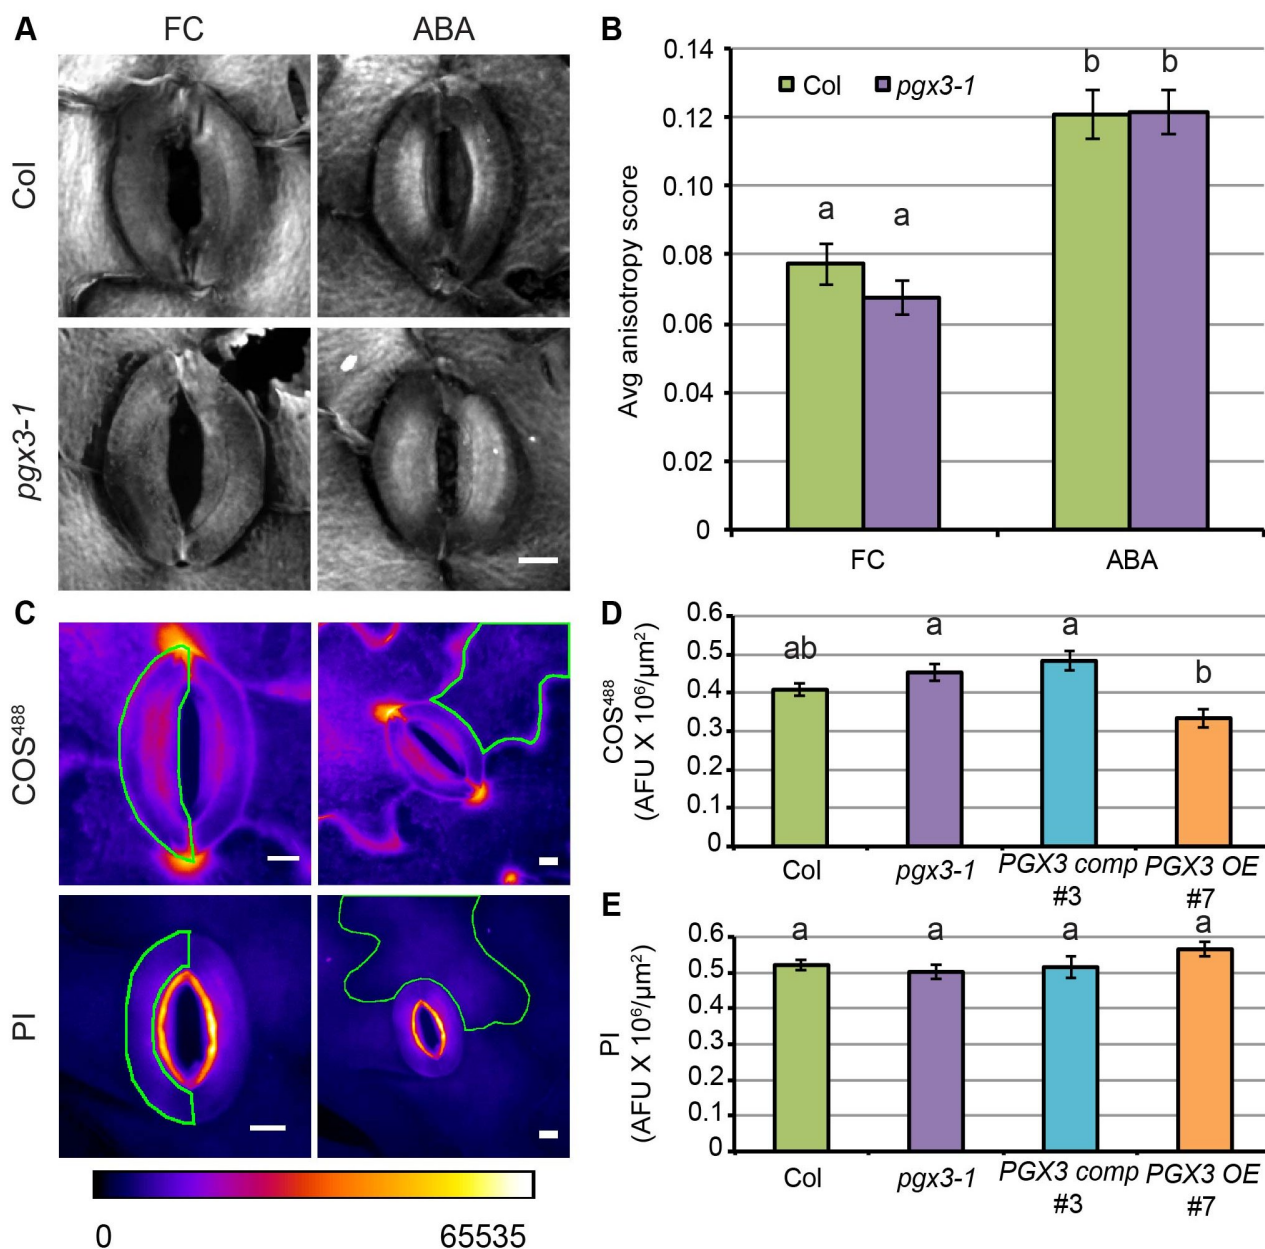 A
FC
ABA
Col
pgx3-1
B
Avg anisotropy score
0.14
0.12
0.10
0.08
0.06
0.04
0.02
0
Col
pgx3-1
a
a
b
b
FC
ABA
C
COS⁴⁸⁸
PI
0
65535
D
COS⁴⁸⁸
(AFU X 10⁶/µm²)
0.6
0.5
0.4
0.3
0.2
0.1
0
ab
a
a
b
Col
pgx3-1
PGX3 comp
#3
PGX3 OE
#7
E
PI
(AFU X 10⁶/µm²)
0.6
0.5
0.4
0.3
0.2
0.1
0
a
a
a
a
Col
pgx3-1
PGX3 comp
#3
PGX3 OE
#7